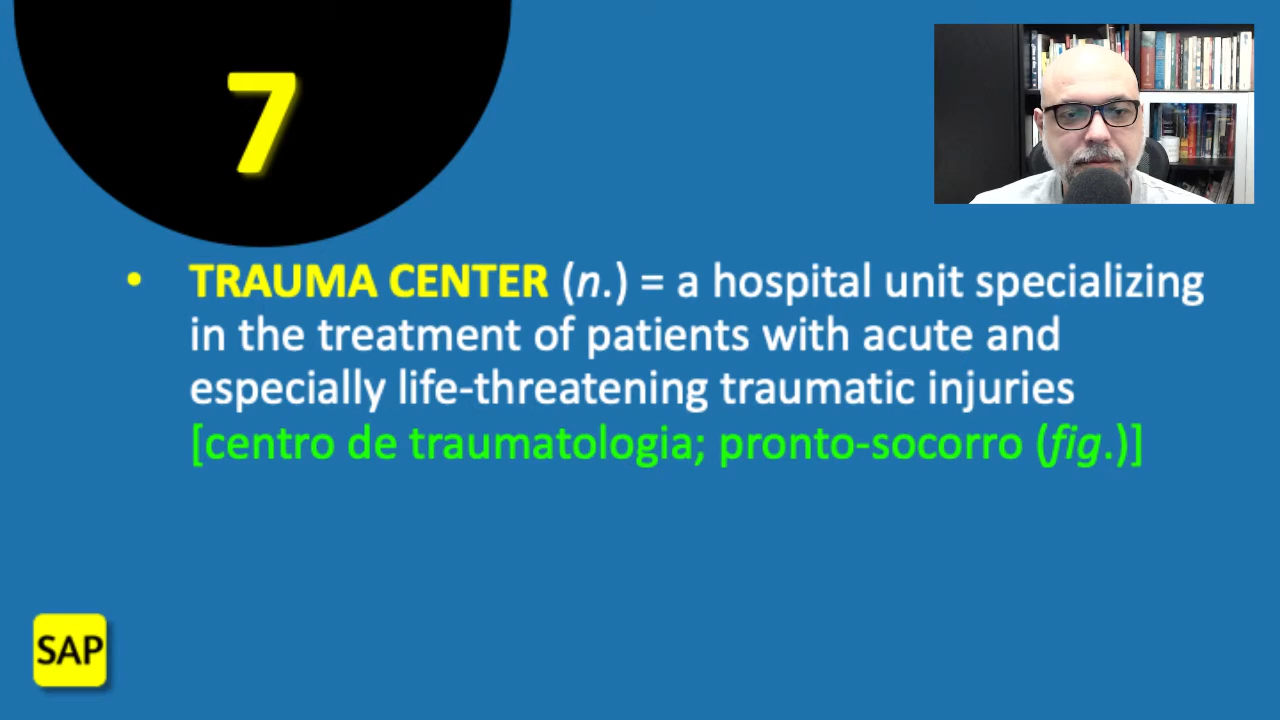 7
• TRAUMA CENTER (n.) = a hospital unit specializing
in the treatment of patients with acute and
especially life-threatening traumatic injuries
[centro de traumatologia; pronto-socorro (fig.)]
SAP